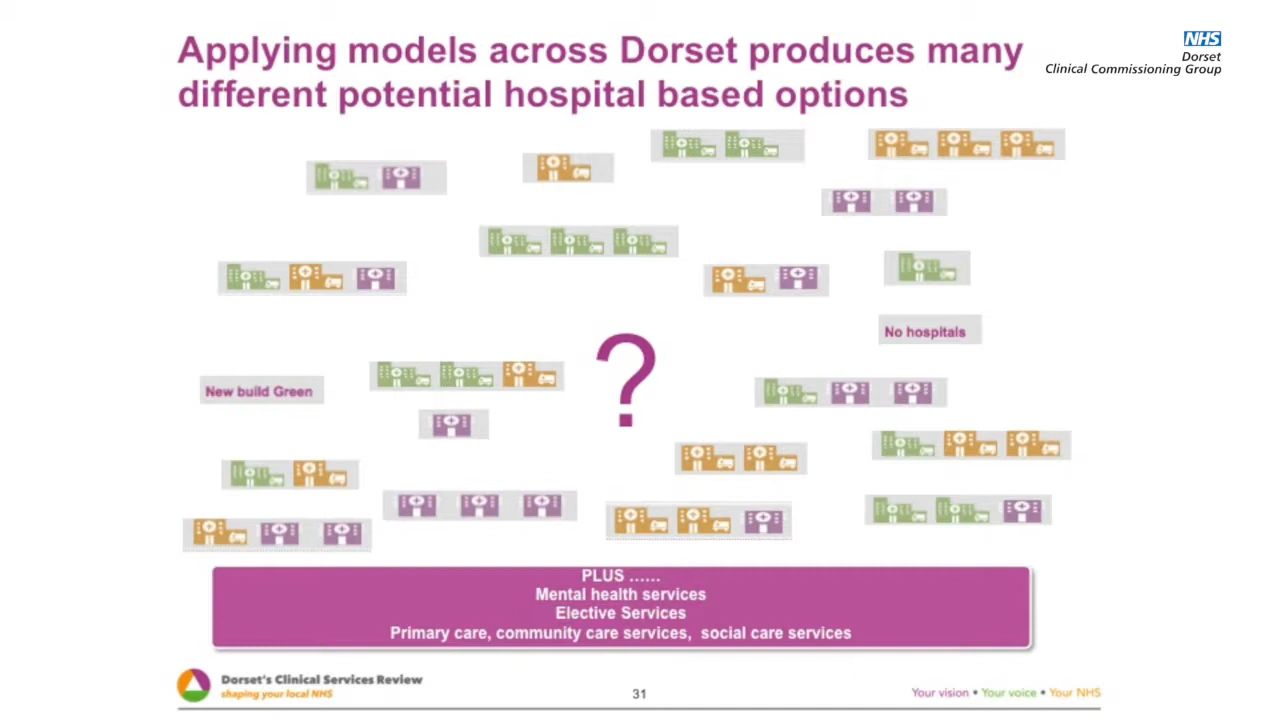 Applying models across Dorset produces many
different potential hospital based options
NHS
Dorset
Clinical Commissioning Group
No hospitals
New build Green
PLUS ......
Mental health services
Elective Services
Primary care, community care services,  social care services
Dorset's Clinical Services Review
shaping your local NHS
31
Your vision • Your voice • Your NHS